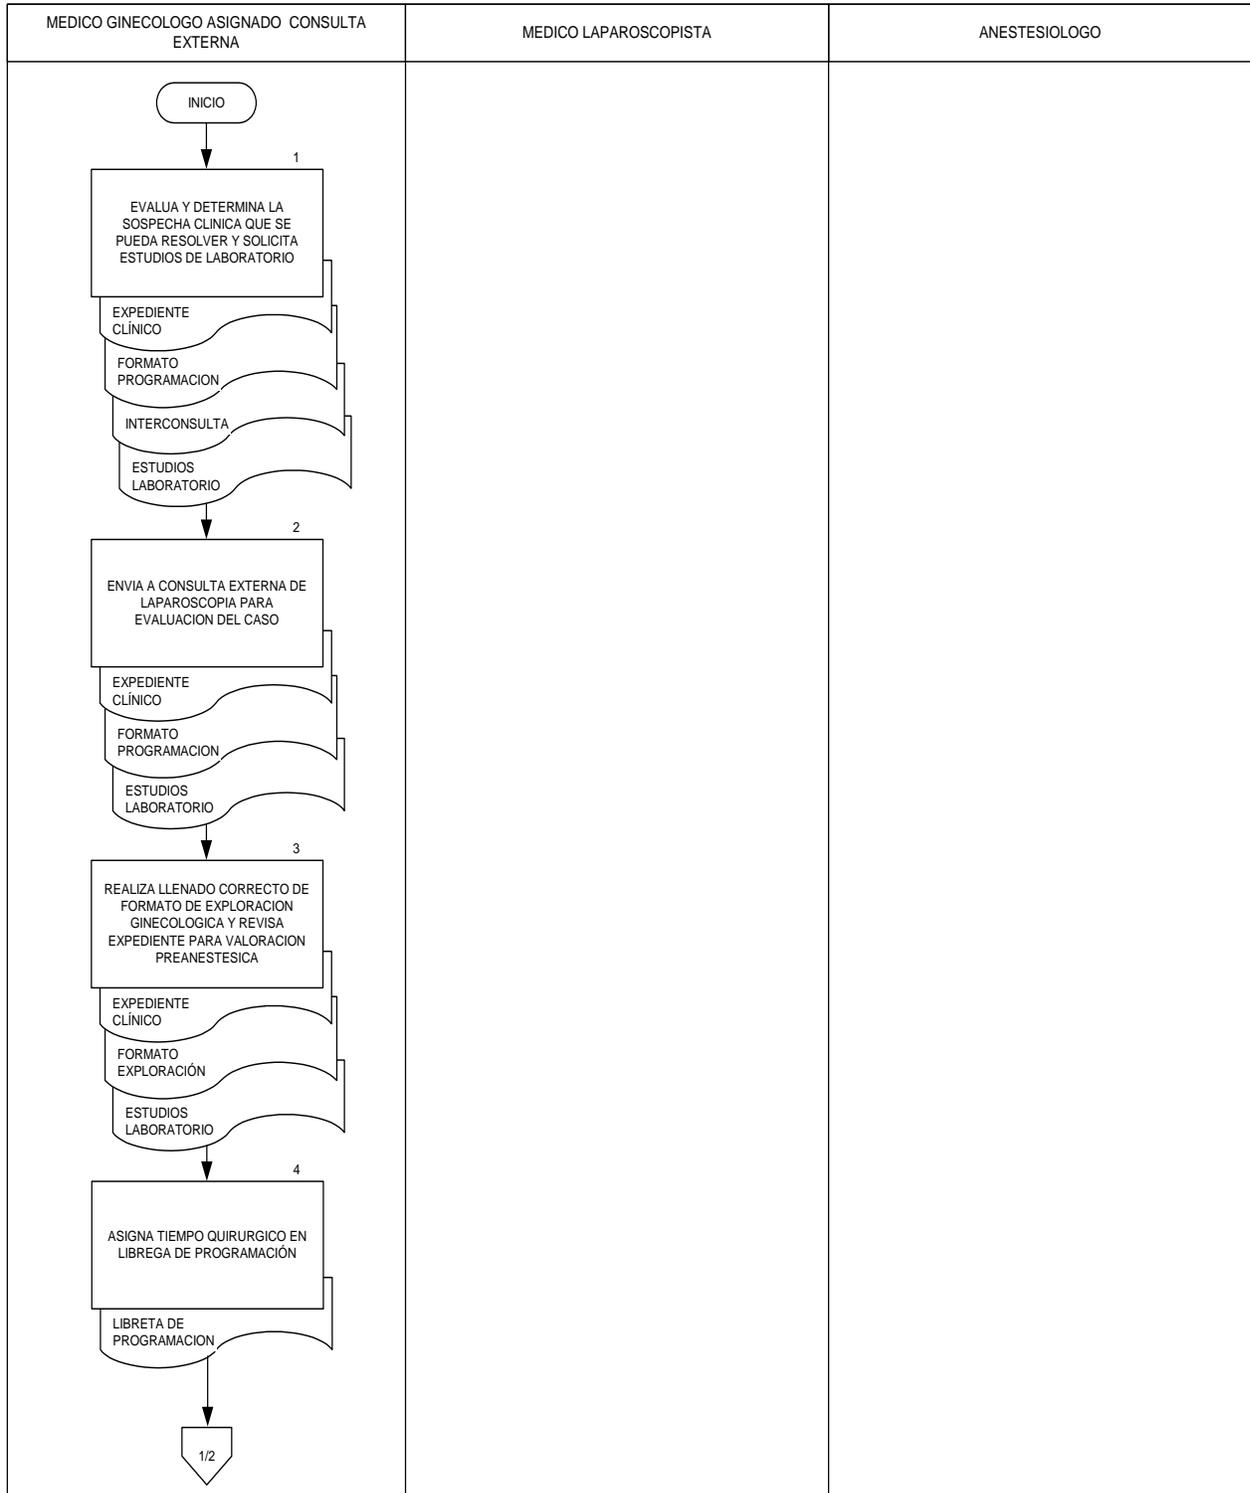 MEDICO GINECOLOGO ASIGNADO CONSULTA
EXTERNA
MEDICO LAPAROSCOPISTA
ANESTESIOLOGO
INICIO
1
EVALUA Y DETERMINA LA
SOSPECHA CLINICA QUE SE
PUEDA RESOLVER Y SOLICITA
ESTUDIOS DE LABORATORIO
EXPEDIENTE
CLÍNICO
FORMATO
PROGRAMACION
INTERCONSULTA
ESTUDIOS
LABORATORIO
2
ENVIA A CONSULTA EXTERNA DE
LAPAROSCOPIA PARA
EVALUACION DEL CASO
EXPEDIENTE
CLÍNICO
FORMATO
PROGRAMACION
ESTUDIOS
LABORATORIO
3
REALIZA LLENADO CORRECTO DE
FORMATO DE EXPLORACION
GINECOLOGICA Y REVISA
EXPEDIENTE PARA VALORACION
PREANESTESICA
EXPEDIENTE
CLÍNICO
FORMATO
EXPLORACIÓN
ESTUDIOS
LABORATORIO
4
ASIGNA TIEMPO QUIRURGICO EN
LIBREGA DE PROGRAMACIÓN
LIBRETA DE
PROGRAMACION
1/2